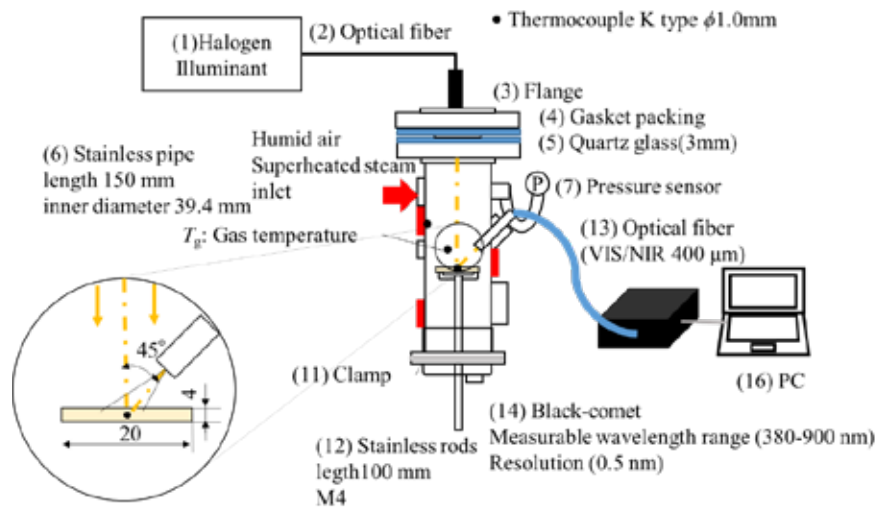 (2) Optical fiber
• Thermocouple K type ϕ1.0mm
(1)Halogen
Illuminant
(3) Flange
(4) Gasket packing
(5) Quartz glass(3mm)
(6) Stainless pipe
length 150 mm
inner diameter 39.4 mm
Humid air
Superheated steam
inlet
P
(7) Pressure sensor
Tg: Gas temperature
(13) Optical fiber
(VIS/NIR 400 μm)
45°
4
20
(11) Clamp
(16) PC
(12) Stainless rods
legth100 mm
M4
(14) Black-comet
Measurable wavelength range (380-900 nm)
Resolution (0.5 nm)